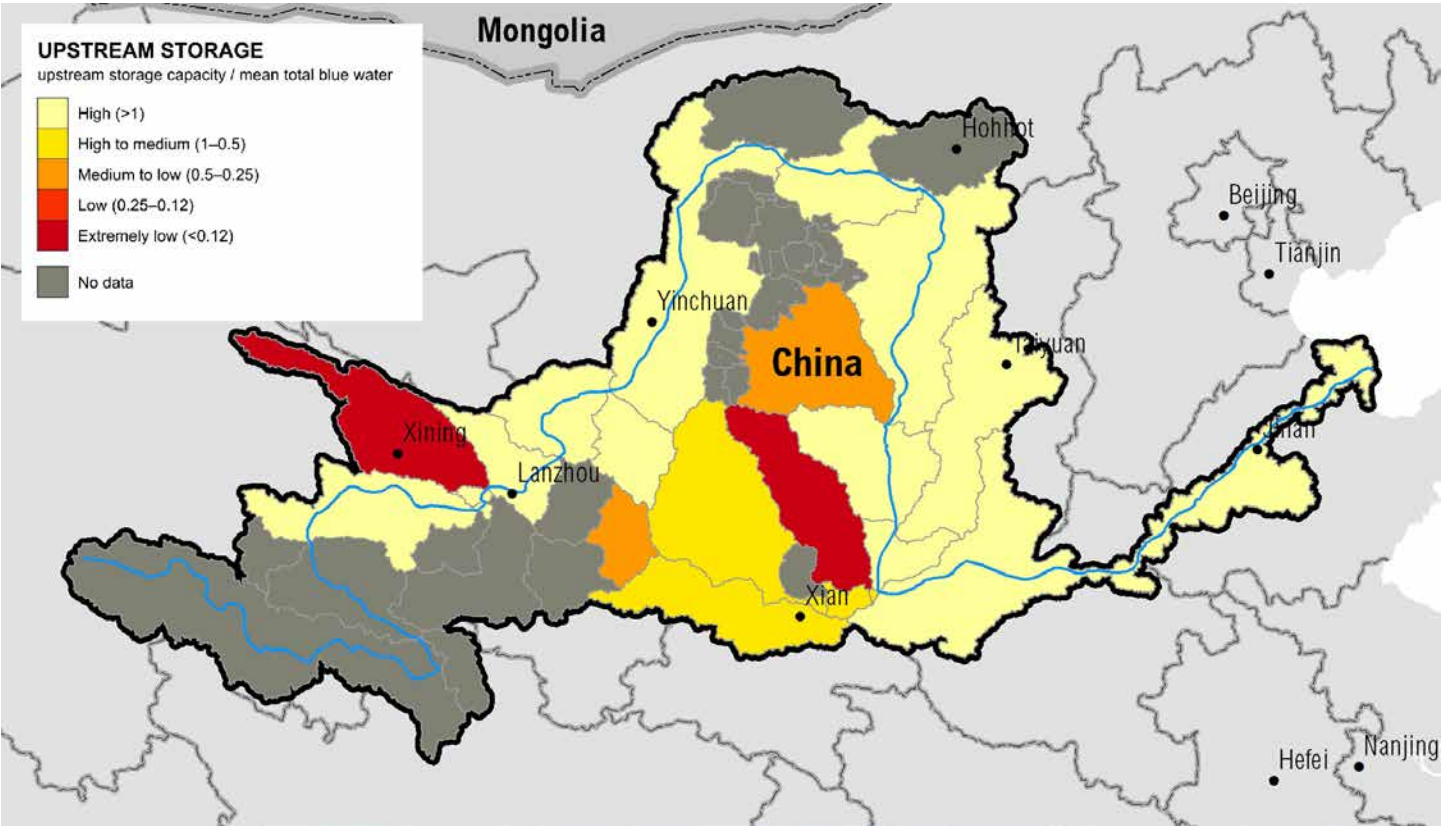 Mongolia
UPSTREAM STORAGE
upstream storage capacity / mean total blue water
High (>1)
High to medium (1–0.5)
Medium to low (0.5–0.25)
Low (0.25–0.12)
Extremely low (<0.12)
No data
Hohhot
Beijing
Tianjin
Yinchuan
Taiyuan
China
Xining
Jinan
Lanzhou
Xian
Hefei
Nanjing